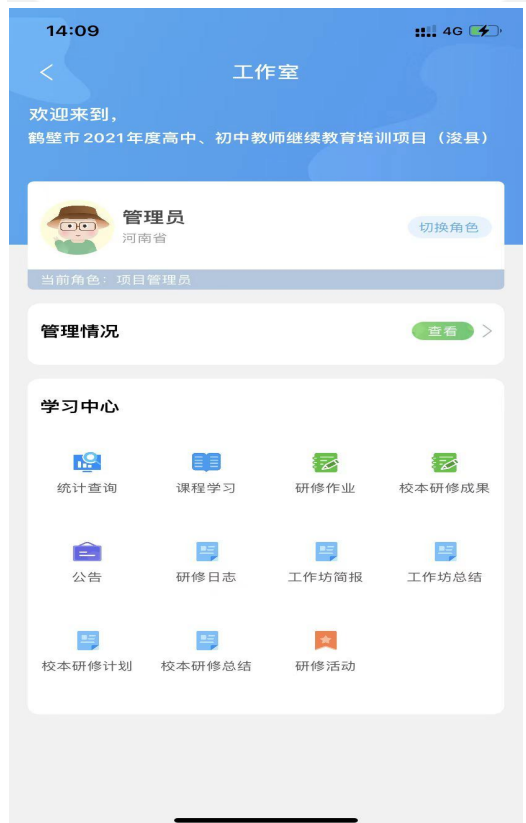 14:09
4G
工作室
欢迎来到，
鹤壁市2021年度高中、初中教师继续教育培训项目（浚县）
管理员
河南省
切换角色
当前角色：项目管理员
管理情况
查看
学习中心
统计查询 课程学习 研修作业 校本研修成果
公告 研修日志 工作坊简报 工作坊总结
校本研修计划 校本研修总结 研修活动